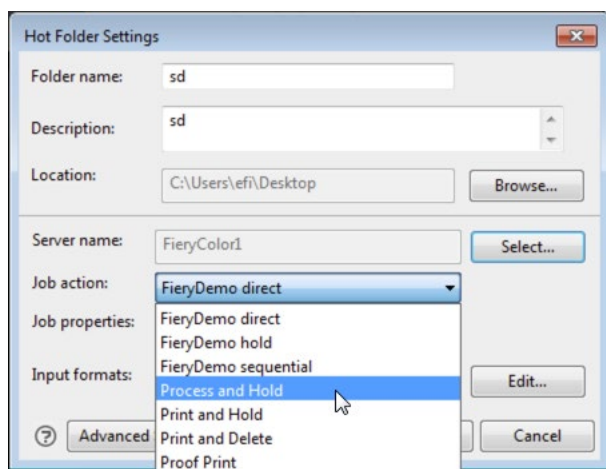 Hot Folder Settings
Folder name: sd
Description: sd
Location: C:\Users\efi\Desktop Browse...
Server name: FieryColor1 Select...
Job action: FieryDemo direct
Job properties: FieryDemo direct
FieryDemo hold
FieryDemo sequential
Input formats: Edit...
Process and Hold
Print and Hold
? Advanced Print and Delete Cancel
Proof Print